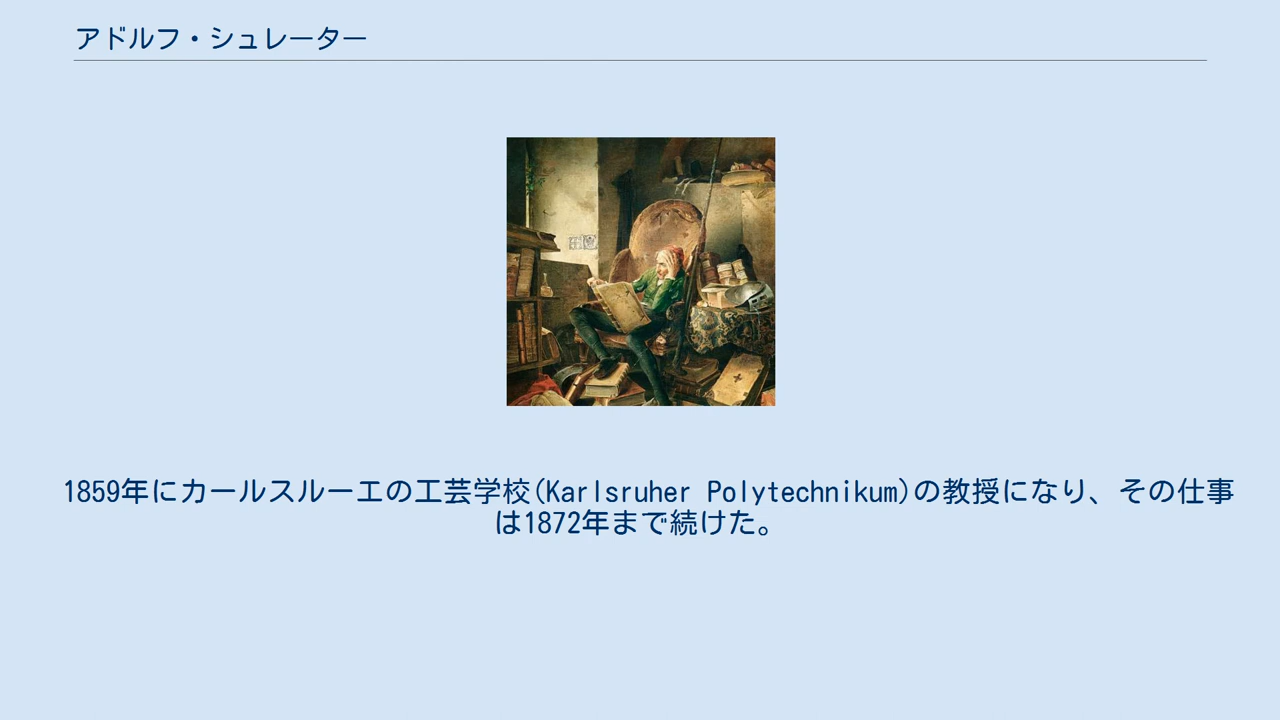 アドルフ・シュレーター
1859年にカールスルーエの工芸学校(Karlsruher Polytechnikum)の教授になり、その仕事
は1872年まで続けた。